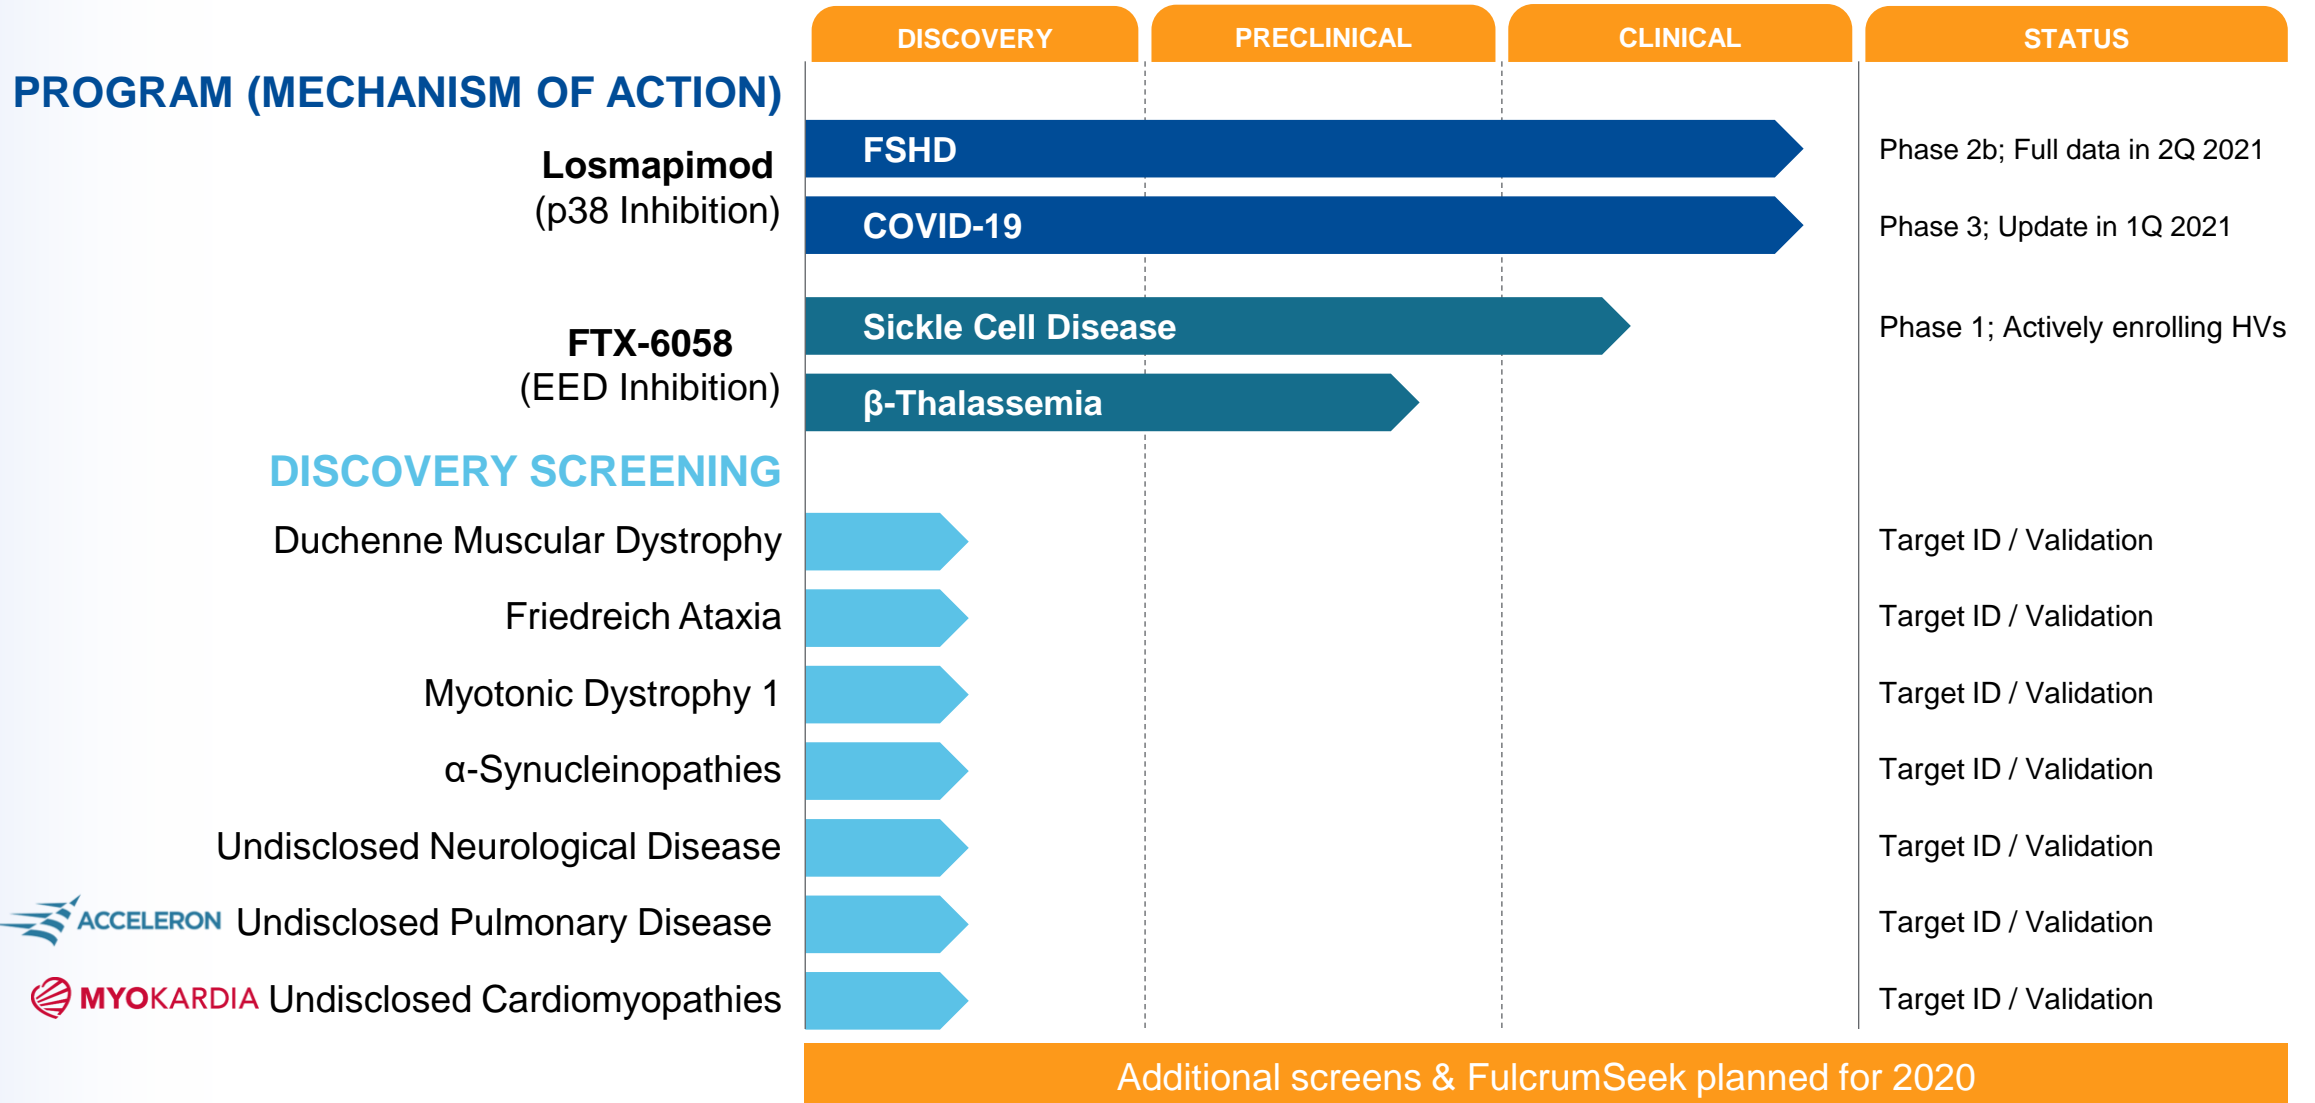 DISCOVERY
PRECLINICAL
CLINICAL
STATUS
PROGRAM (MECHANISM OF ACTION)
Losmapimod
(p38 Inhibition)
FSHD
Phase 2b; Full data in 2Q 2021
COVID-19
Phase 3; Update in 1Q 2021
FTX-6058
(EED Inhibition)
Sickle Cell Disease
Phase 1; Actively enrolling HVs
β-Thalassemia
DISCOVERY SCREENING
Duchenne Muscular Dystrophy
Target ID / Validation
Friedreich Ataxia
Target ID / Validation
Myotonic Dystrophy 1
Target ID / Validation
α-Synucleinopathies
Target ID / Validation
Undisclosed Neurological Disease
Target ID / Validation
ACCELERON Undisclosed Pulmonary Disease
Target ID / Validation
MYOKARDIA Undisclosed Cardiomyopathies
Target ID / Validation
Additional screens & FulcrumSeek planned for 2020